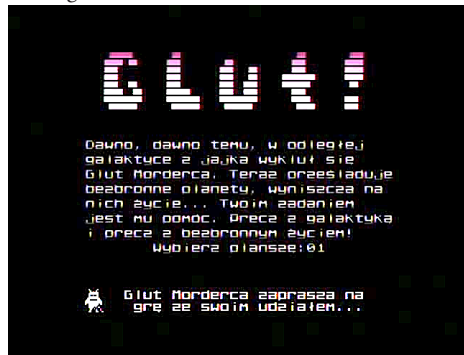 Glut!
Dawno, dawno temu, w odległej
galaktyce z jajka wykluł sie
Glut Morderca. Teraz prześladuje
bezbronne planety, wyniszcza na
nich życie... Twoim zadaniem
jest mu pomóc. Precz z galaktyką
i precz z bezbronnym życiem!
Wybierz plansze:01
Glut Morderca zaprasza na
grę ze swoim udziałem...